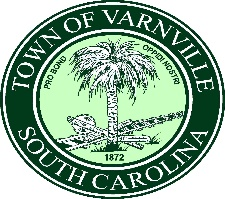 TOWN OF VARNVILLE
PRO BONO
OPPIDI NOSTRI
1872
SOUTH CAROLINA